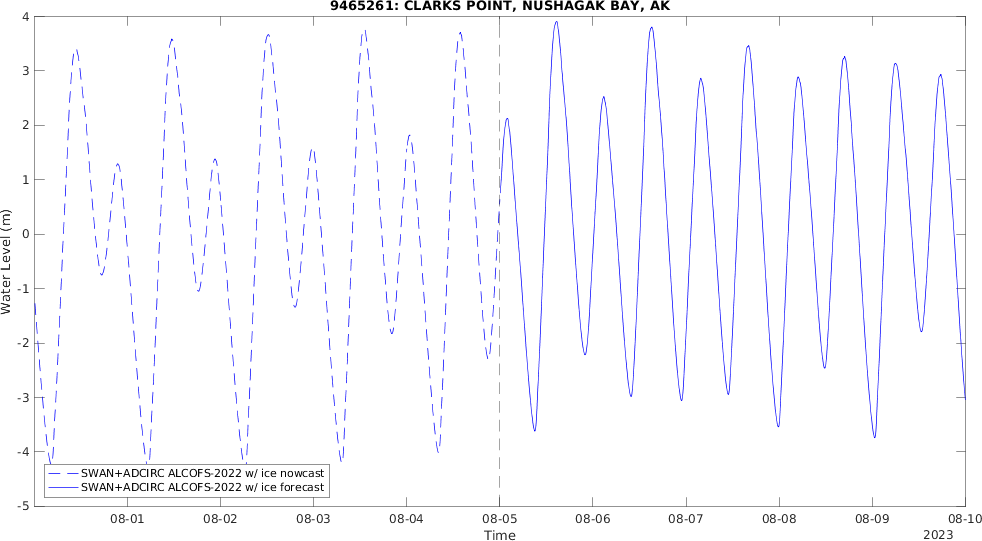 9465261: CLARKS POINT, NUSHAGAK BAY, AK
4
3
2
1
0
-1
-2
-3
-4
-5
Water Level (m)
SWAN+ADCIRC ALCOFS-2022 w/ ice nowcast
SWAN+ADCIRC ALCOFS-2022 w/ ice forecast
08-01 08-02 08-03 08-04 08-05 08-06 08-07 08-08 08-09 08-10
Time
2023